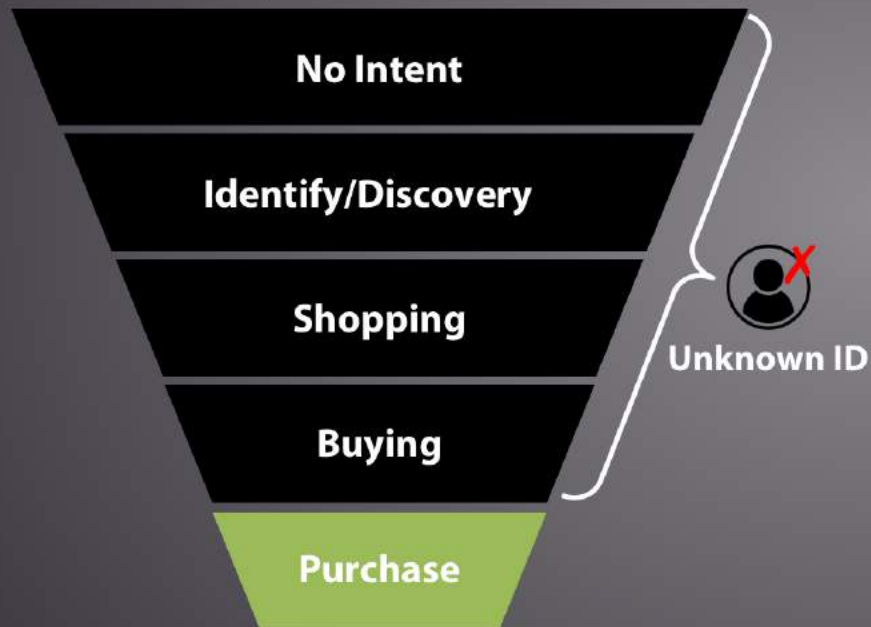 No Intent
Identify/Discovery
Shopping
Unknown ID
Buying
Purchase